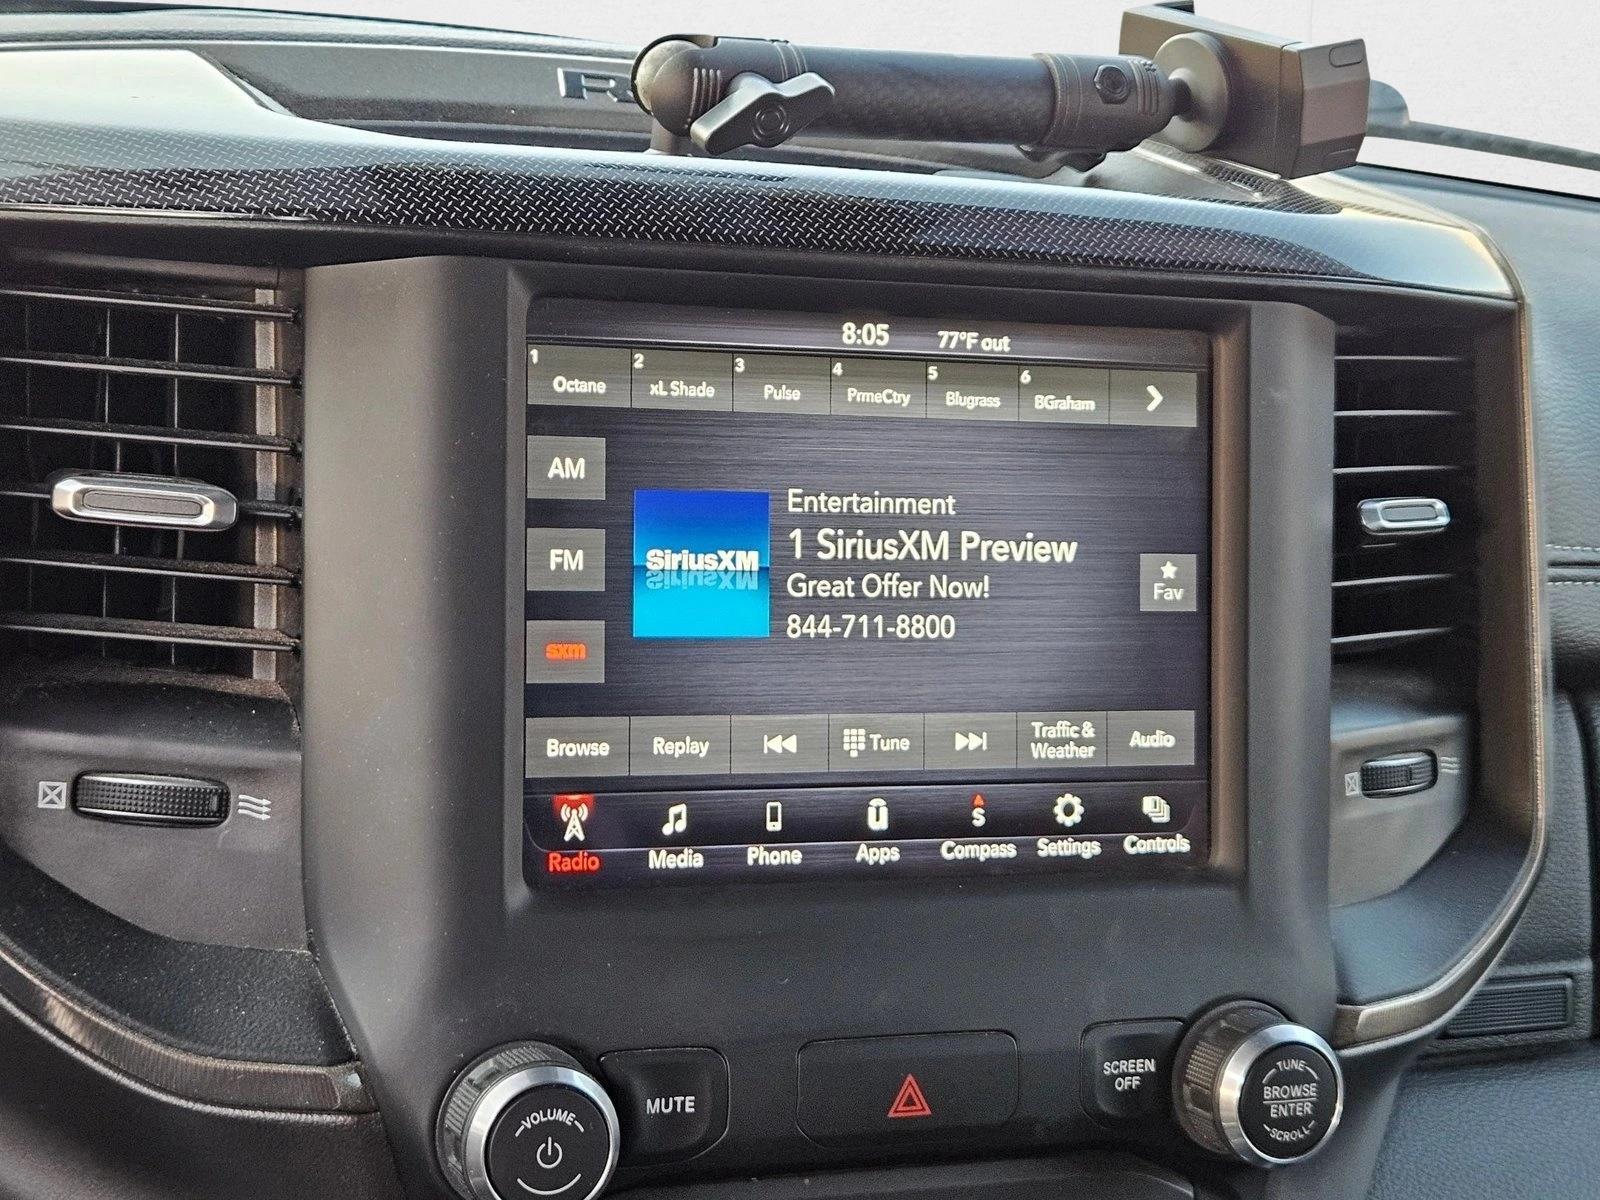 8:05 77°F out
1 Octane 2 xL Shade 3 Pulse 4 PrmeCtry 5 Blugrass 6 BGraham
AM
Entertainment
1 SiriusXM Preview
FM
SiriusXM
Great Offer Now!
Fav
844-711-8800
sxm
Browse Replay Tune Traffic & Weather Audio
S
Radio Media Phone Apps Compass Settings Controls
VOLUME
MUTE
SCREEN
OFF
TUNE
BROWSE
ENTER
SCROLL